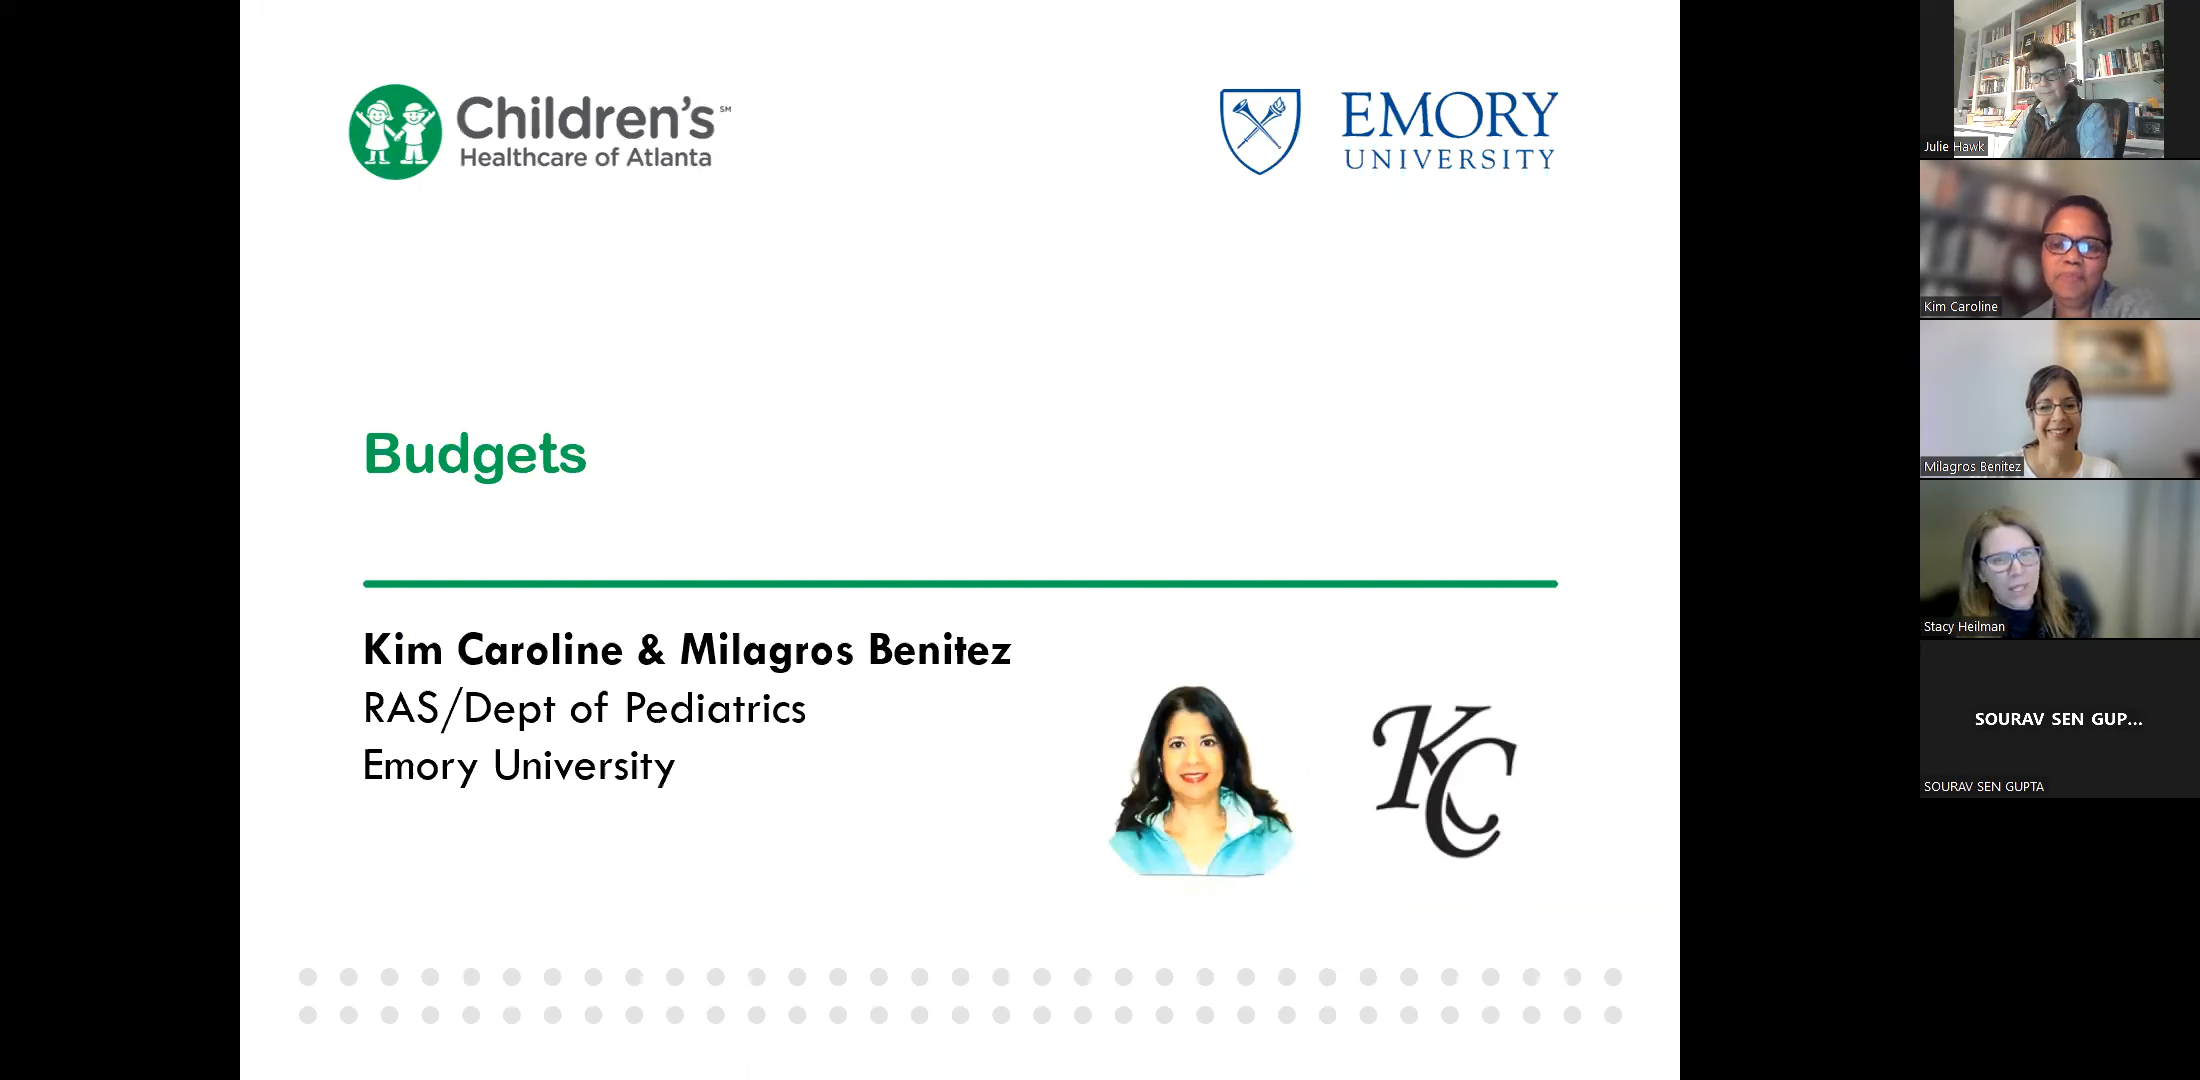 Children's℠
Healthcare of Atlanta
EMORY
UNIVERSITY
Budgets
Kim Caroline & Milagros Benitez
RAS/Dept of Pediatrics
Emory University
KC
Julie Hawk
Kim Caroline
Milagros Benitez
Stacy Heilman
SOURAV SEN GUP...
SOURAV SEN GUPTA